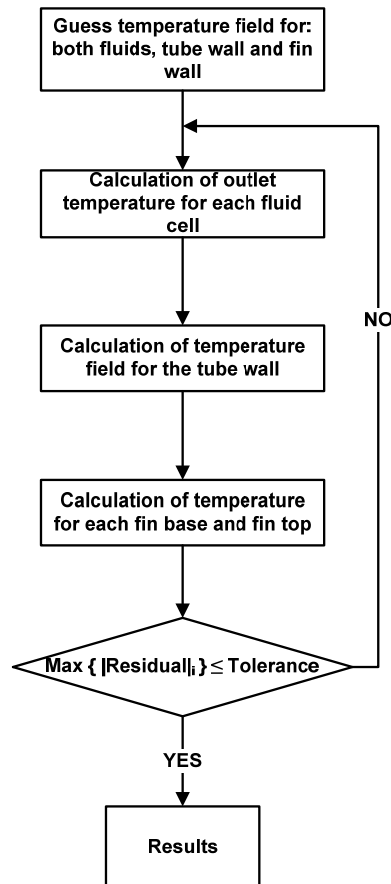 Guess temperature field for:
both fluids, tube wall and fin
wall
Calculation of outlet
temperature for each fluid
cell
NO
Calculation of temperature
field for the tube wall
Calculation of temperature
for each fin base and fin top
Max { |Residual|i } ≤ Tolerance
YES
Results